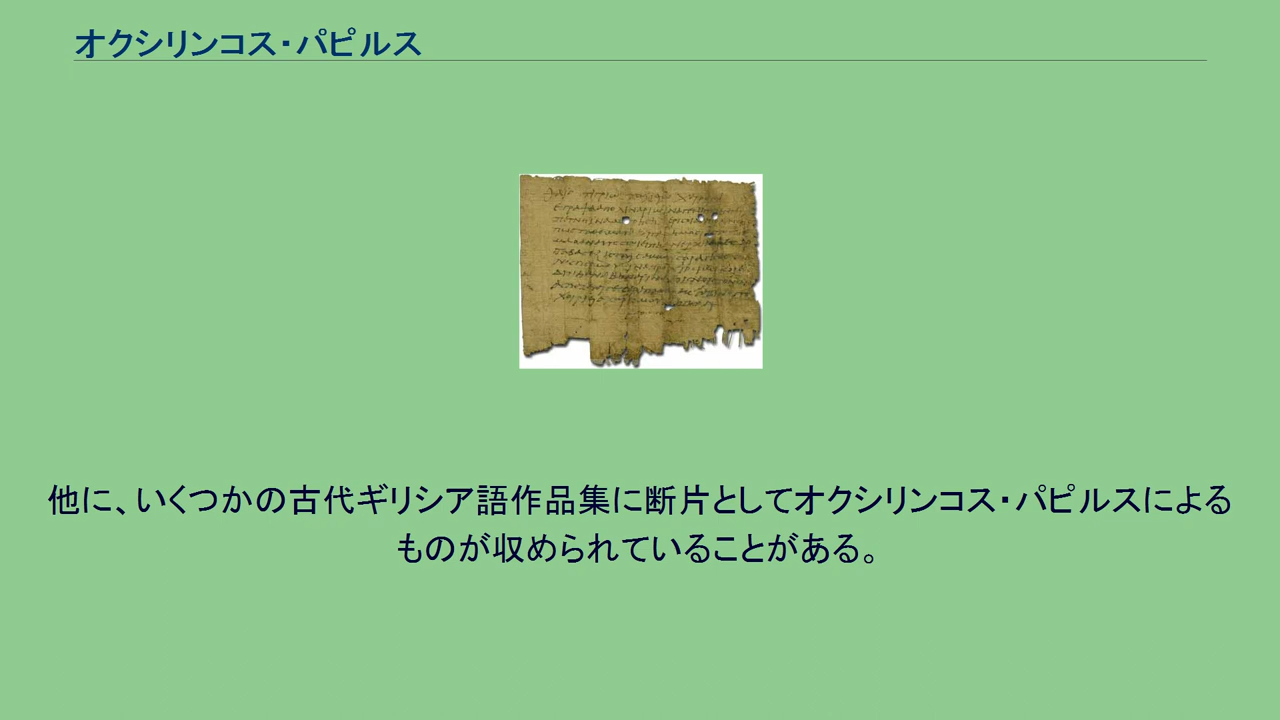 オクシリンコス・パピルス
他に、いくつかの古代ギリシア語作品集に断片としてオクシリンコス・パピルスによる
ものが収められていることがある。